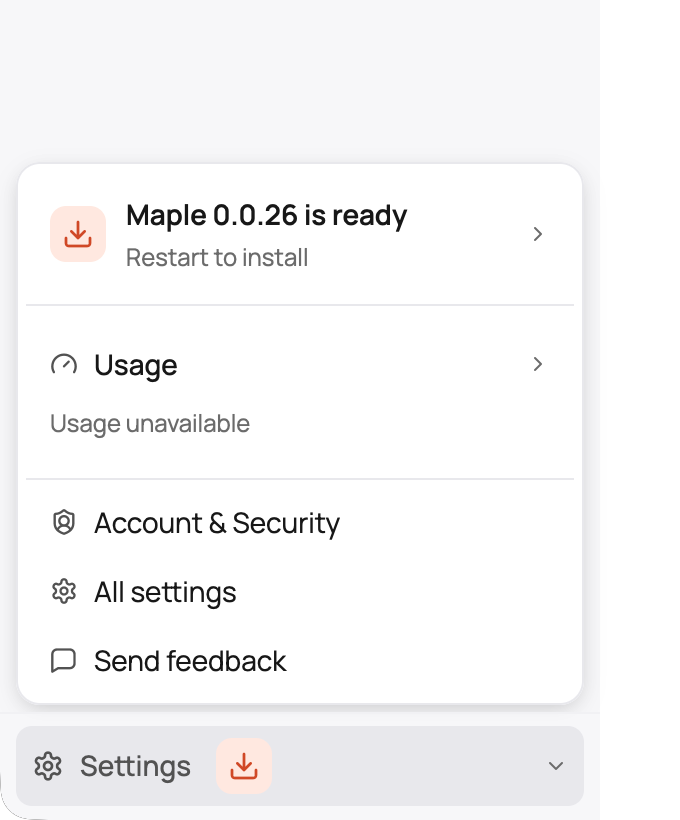 Maple 0.0.26 is ready
Restart to install
Usage
Usage unavailable
Account & Security
All settings
Send feedback
Settings